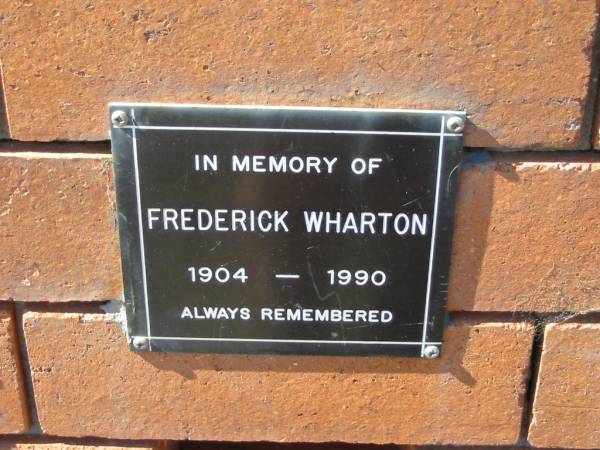 IN MEMORY OF
FREDERICK WHARTON
1904 — 1990
ALWAYS REMEMBERED